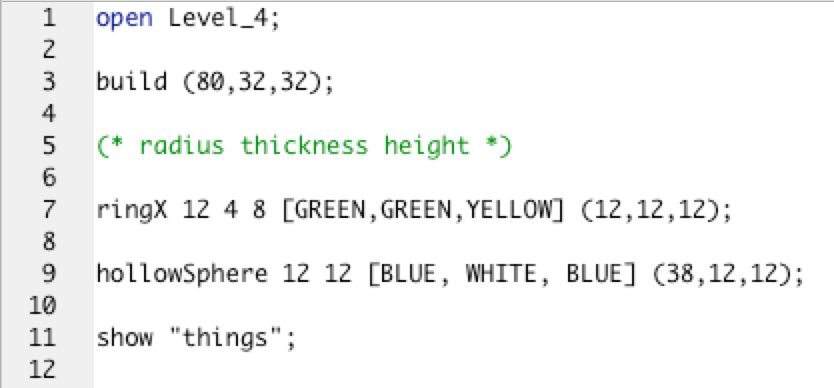 1 open Level_4;
2
3 build (80,32,32);
4
5 (* radius thickness height *)
6
7 ringX 12 4 8 [GREEN,GREEN,YELLOW] (12,12,12);
8
9 hollowSphere 12 12 [BLUE, WHITE, BLUE] (38,12,12);
10
11 show "things";
12